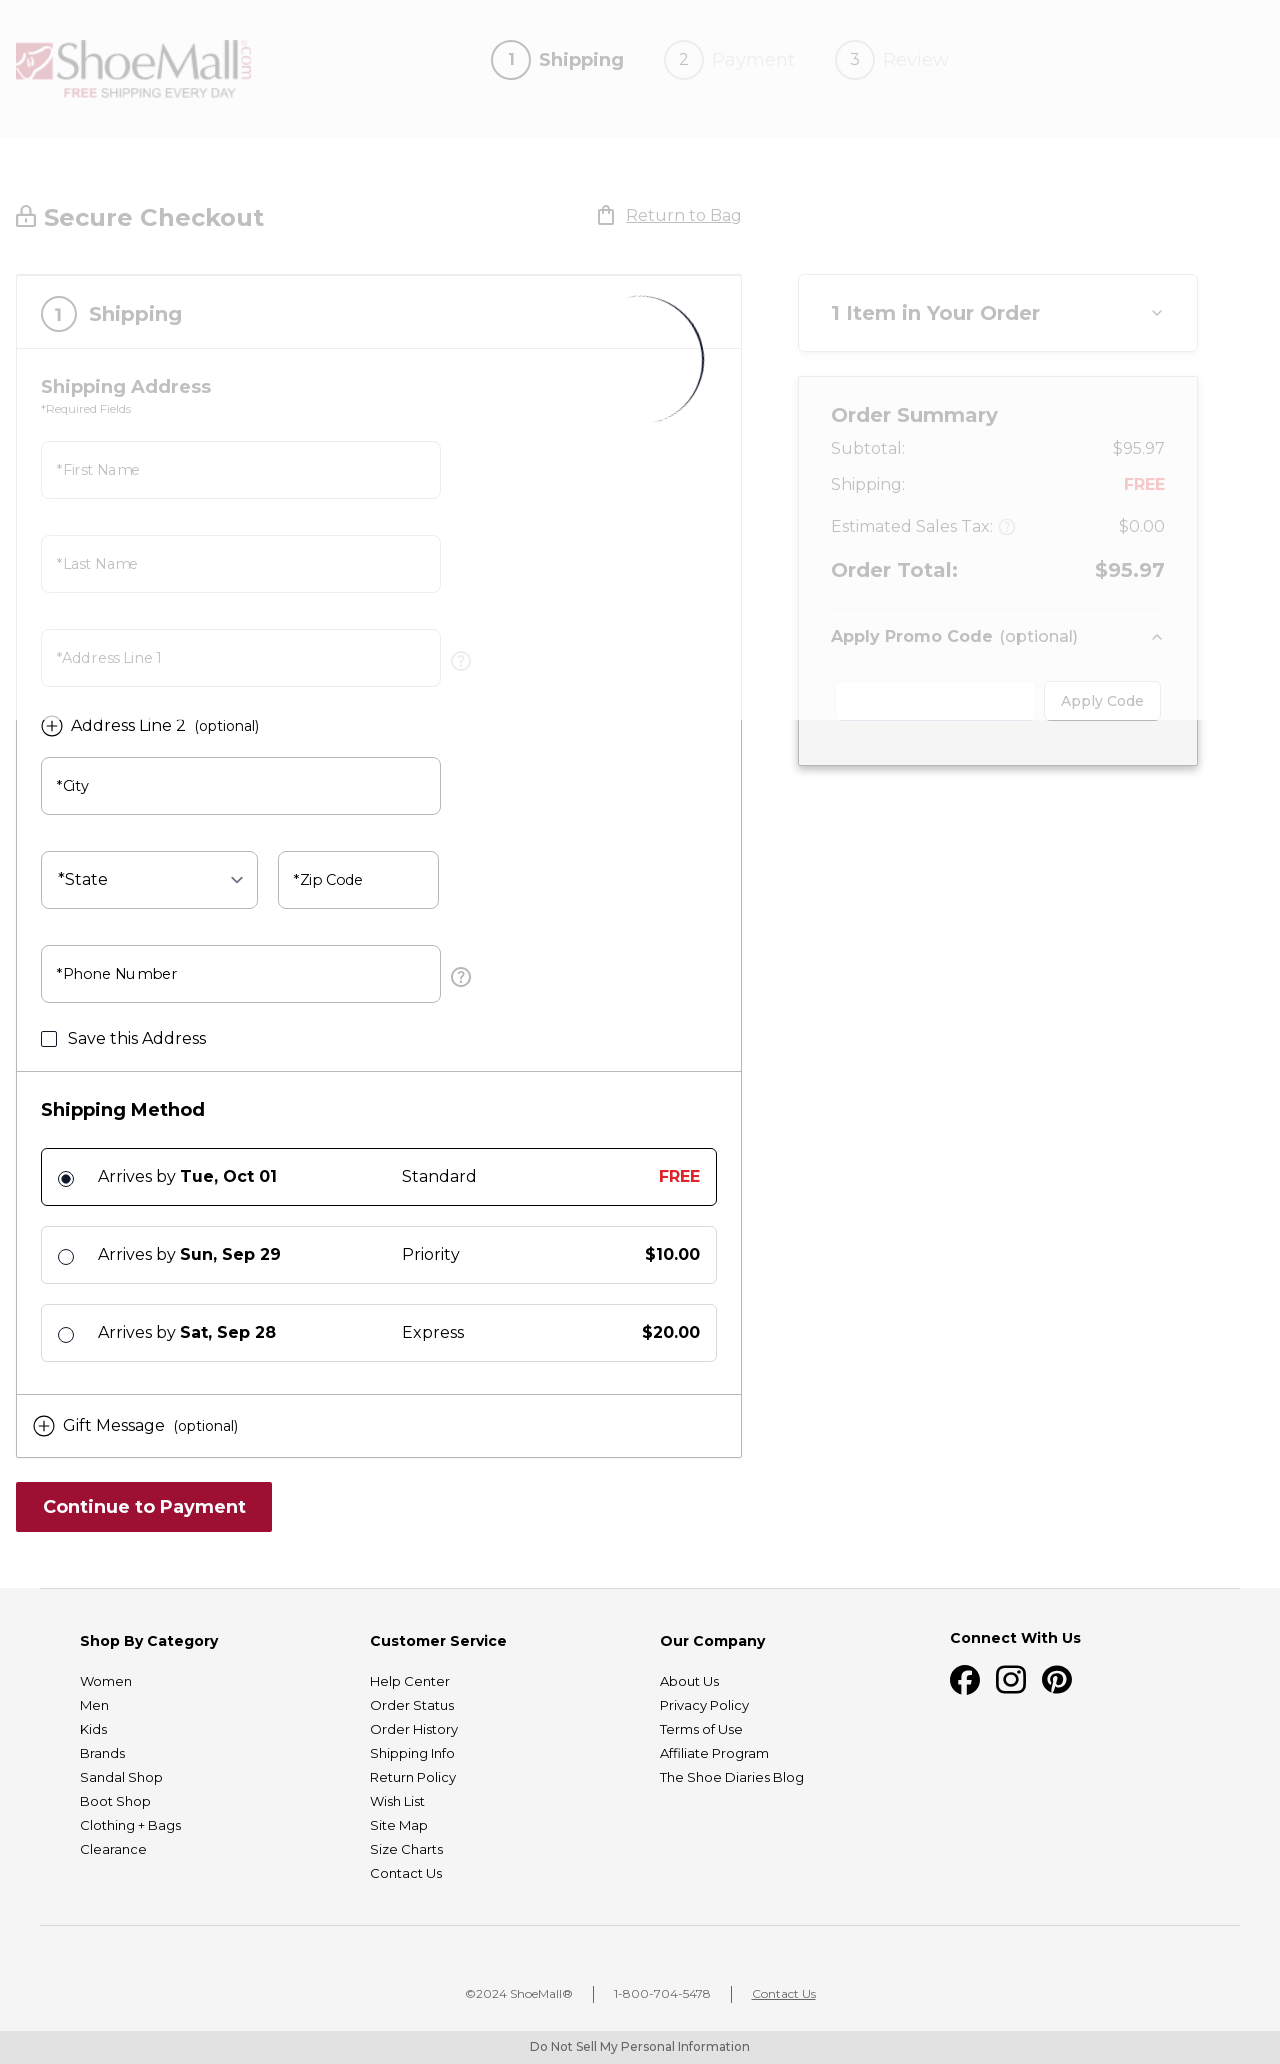 ShoeMall.com
FREE SHIPPING EVERY DAY
1 Shipping
2 Payment
3 Review
Secure Checkout
Return to Bag
1 Shipping
Shipping Address
*Required Fields
*First Name
*Last Name
*Address Line 1
?
Address Line 2 (optional)
*City
*State
*Zip Code
*Phone Number
?
Save this Address
Shipping Method
Arrives by Tue, Oct 01 Standard FREE
Arrives by Sun, Sep 29 Priority $10.00
Arrives by Sat, Sep 28 Express $20.00
Gift Message (optional)
Continue to Payment
1 Item in Your Order
Order Summary
Subtotal: $95.97
Shipping: FREE
Estimated Sales Tax: ? $0.00
Order Total: $95.97
Apply Promo Code (optional)
Apply Code
Shop By Category
Women
Men
Kids
Brands
Sandal Shop
Boot Shop
Clothing + Bags
Clearance
Customer Service
Help Center
Order Status
Order History
Shipping Info
Return Policy
Wish List
Site Map
Size Charts
Contact Us
Our Company
About Us
Privacy Policy
Terms of Use
Affiliate Program
The Shoe Diaries Blog
Connect With Us
©2024 ShoeMall®
1-800-704-5478
Contact Us
Do Not Sell My Personal Information